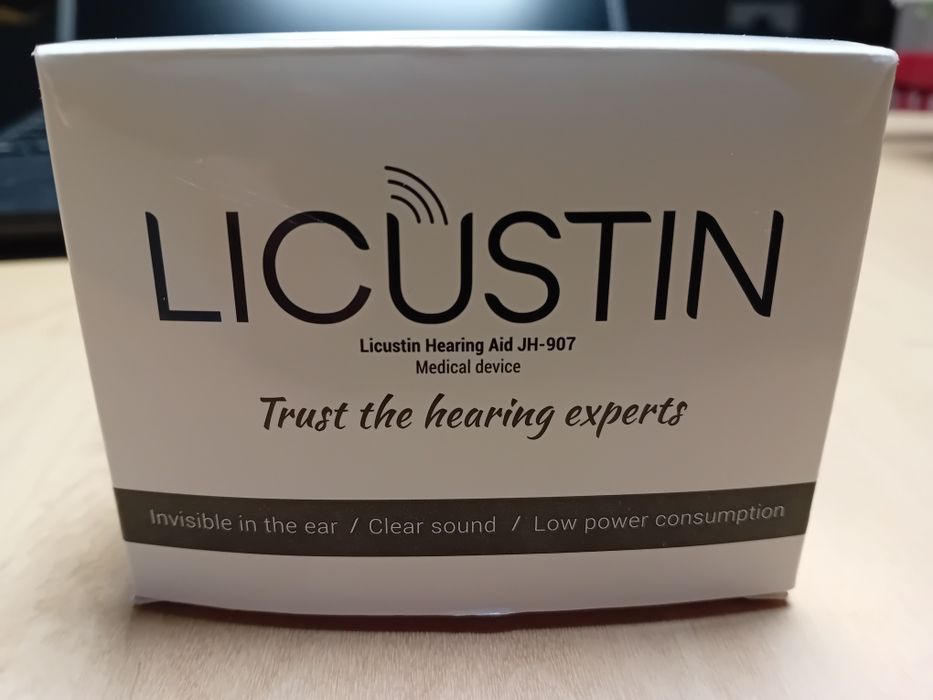 LICUSTIN
Licustin Hearing Aid JH-907
Medical device
Trust the hearing experts
Invisible in the ear / Clear sound / Low power consumption